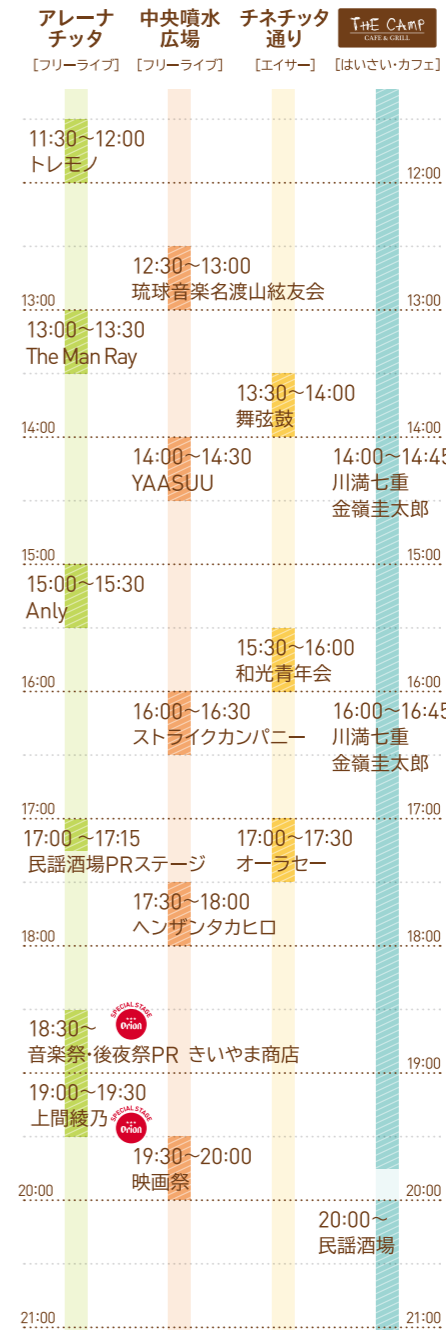 アレーナ
チッタ
[フリーライブ]
中央噴水
広場
[フリーライブ]
チネチッタ
通り
[エイサー]
THE CAMP
CAFE & GRILL
[はいさい・カフェ]
11:30～12:00
トレモノ
12:00
12:30～13:00
琉球音楽名渡山絃友会
13:00
13:00
13:00～13:30
The Man Ray
13:30～14:00
舞弦鼓
14:00
14:00
14:00～14:30
YAASUU
14:00～14:45
川満七重
金嶺圭太郎
15:00
15:00
15:00～15:30
Anly
15:30～16:00
和光青年会
16:00
16:00
16:00～16:30
ストライクカンパニー
16:00～16:45
川満七重
金嶺圭太郎
17:00
17:00
17:00～17:15
民謡酒場PRステージ
17:00～17:30
オーラセー
17:30～18:00
ヘンザンタカヒロ
18:00
18:00
SPECIAL STAGE
Orion
18:30～
音楽祭・後夜祭PR きいやま商店
19:00
19:00～19:30
上間綾乃
SPECIAL STAGE
Orion
19:30～20:00
映画祭
20:00
20:00
20:00～
民謡酒場
21:00
21:00